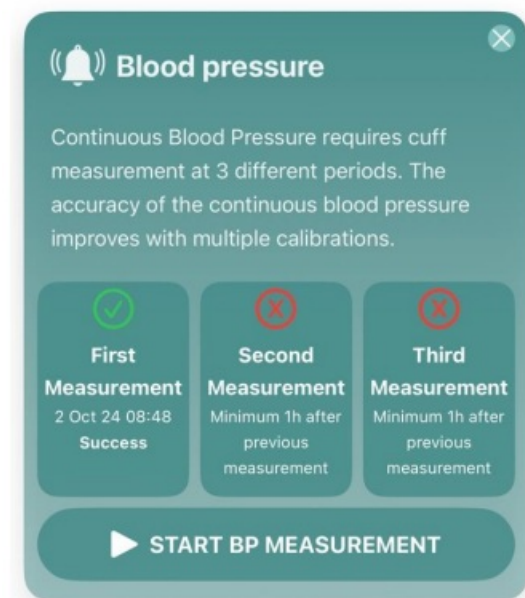 Blood pressure
Continuous Blood Pressure requires cuff
measurement at 3 different periods. The
accuracy of the continuous blood pressure
improves with multiple calibrations.
First
Measurement
2 Oct 24 08:48
Success
Second
Measurement
Minimum 1h after
previous
measurement
Third
Measurement
Minimum 1h after
previous
measurement
START BP MEASUREMENT